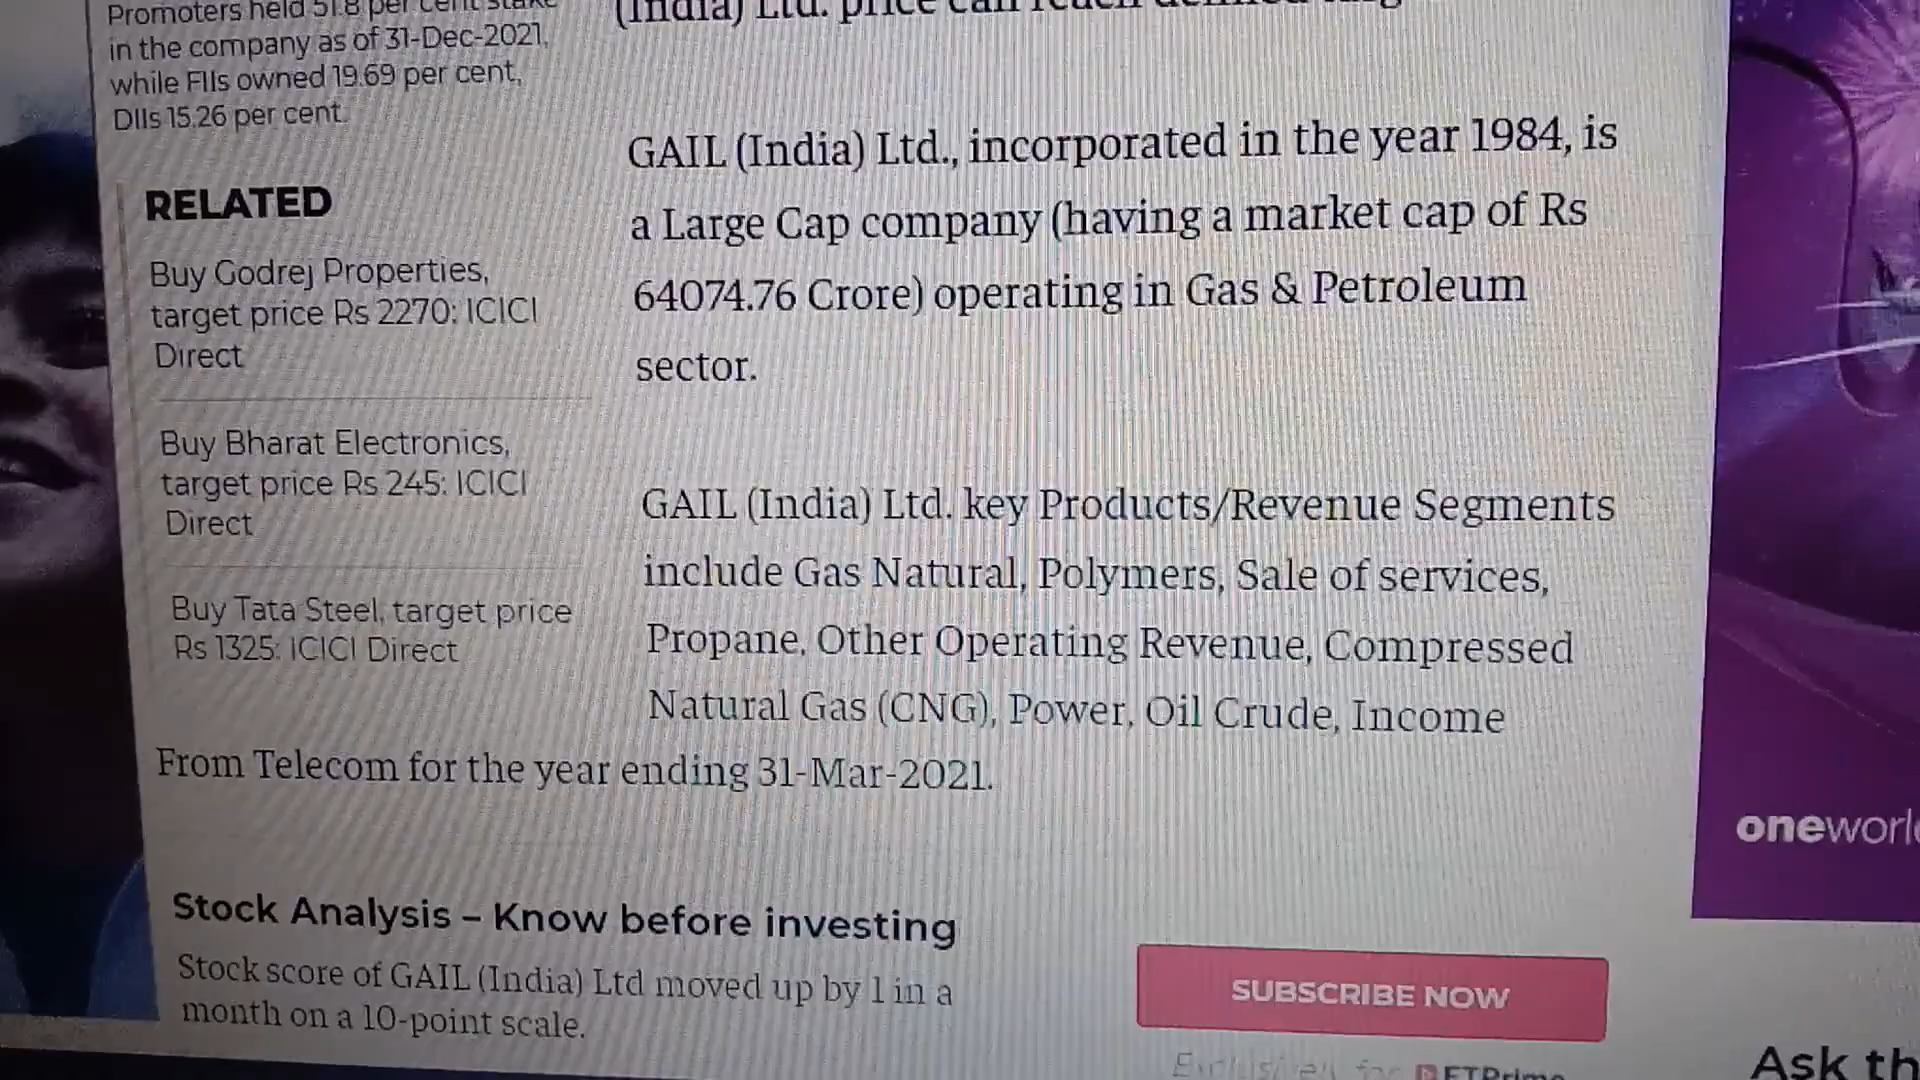 Promoters held 51.8 per cent stake
in the company as of 31-Dec-2021,
while FIIs owned 19.69 per cent,
DIIs 15.26 per cent.
RELATED
Buy Godrej Properties,
target price Rs 2270: ICICI
Direct
Buy Bharat Electronics,
target price Rs 245: ICICI
Direct
Buy Tata Steel, target price
Rs 1325: ICICI Direct
(India) Ltd. price can reach defined
GAIL (India) Ltd., incorporated in the year 1984, is
a Large Cap company (having a market cap of Rs
64074.76 Crore) operating in Gas & Petroleum
sector.
GAIL (India) Ltd. key Products/Revenue Segments
include Gas Natural, Polymers, Sale of services,
Propane, Other Operating Revenue, Compressed
Natural Gas (CNG), Power, Oil Crude, Income
From Telecom for the year ending 31-Mar-2021.
Stock Analysis – Know before investing
Stock score of GAIL (India) Ltd moved up by 1 in a
month on a 10-point scale.
SUBSCRIBE NOW
ETPrime
oneworl
Ask th